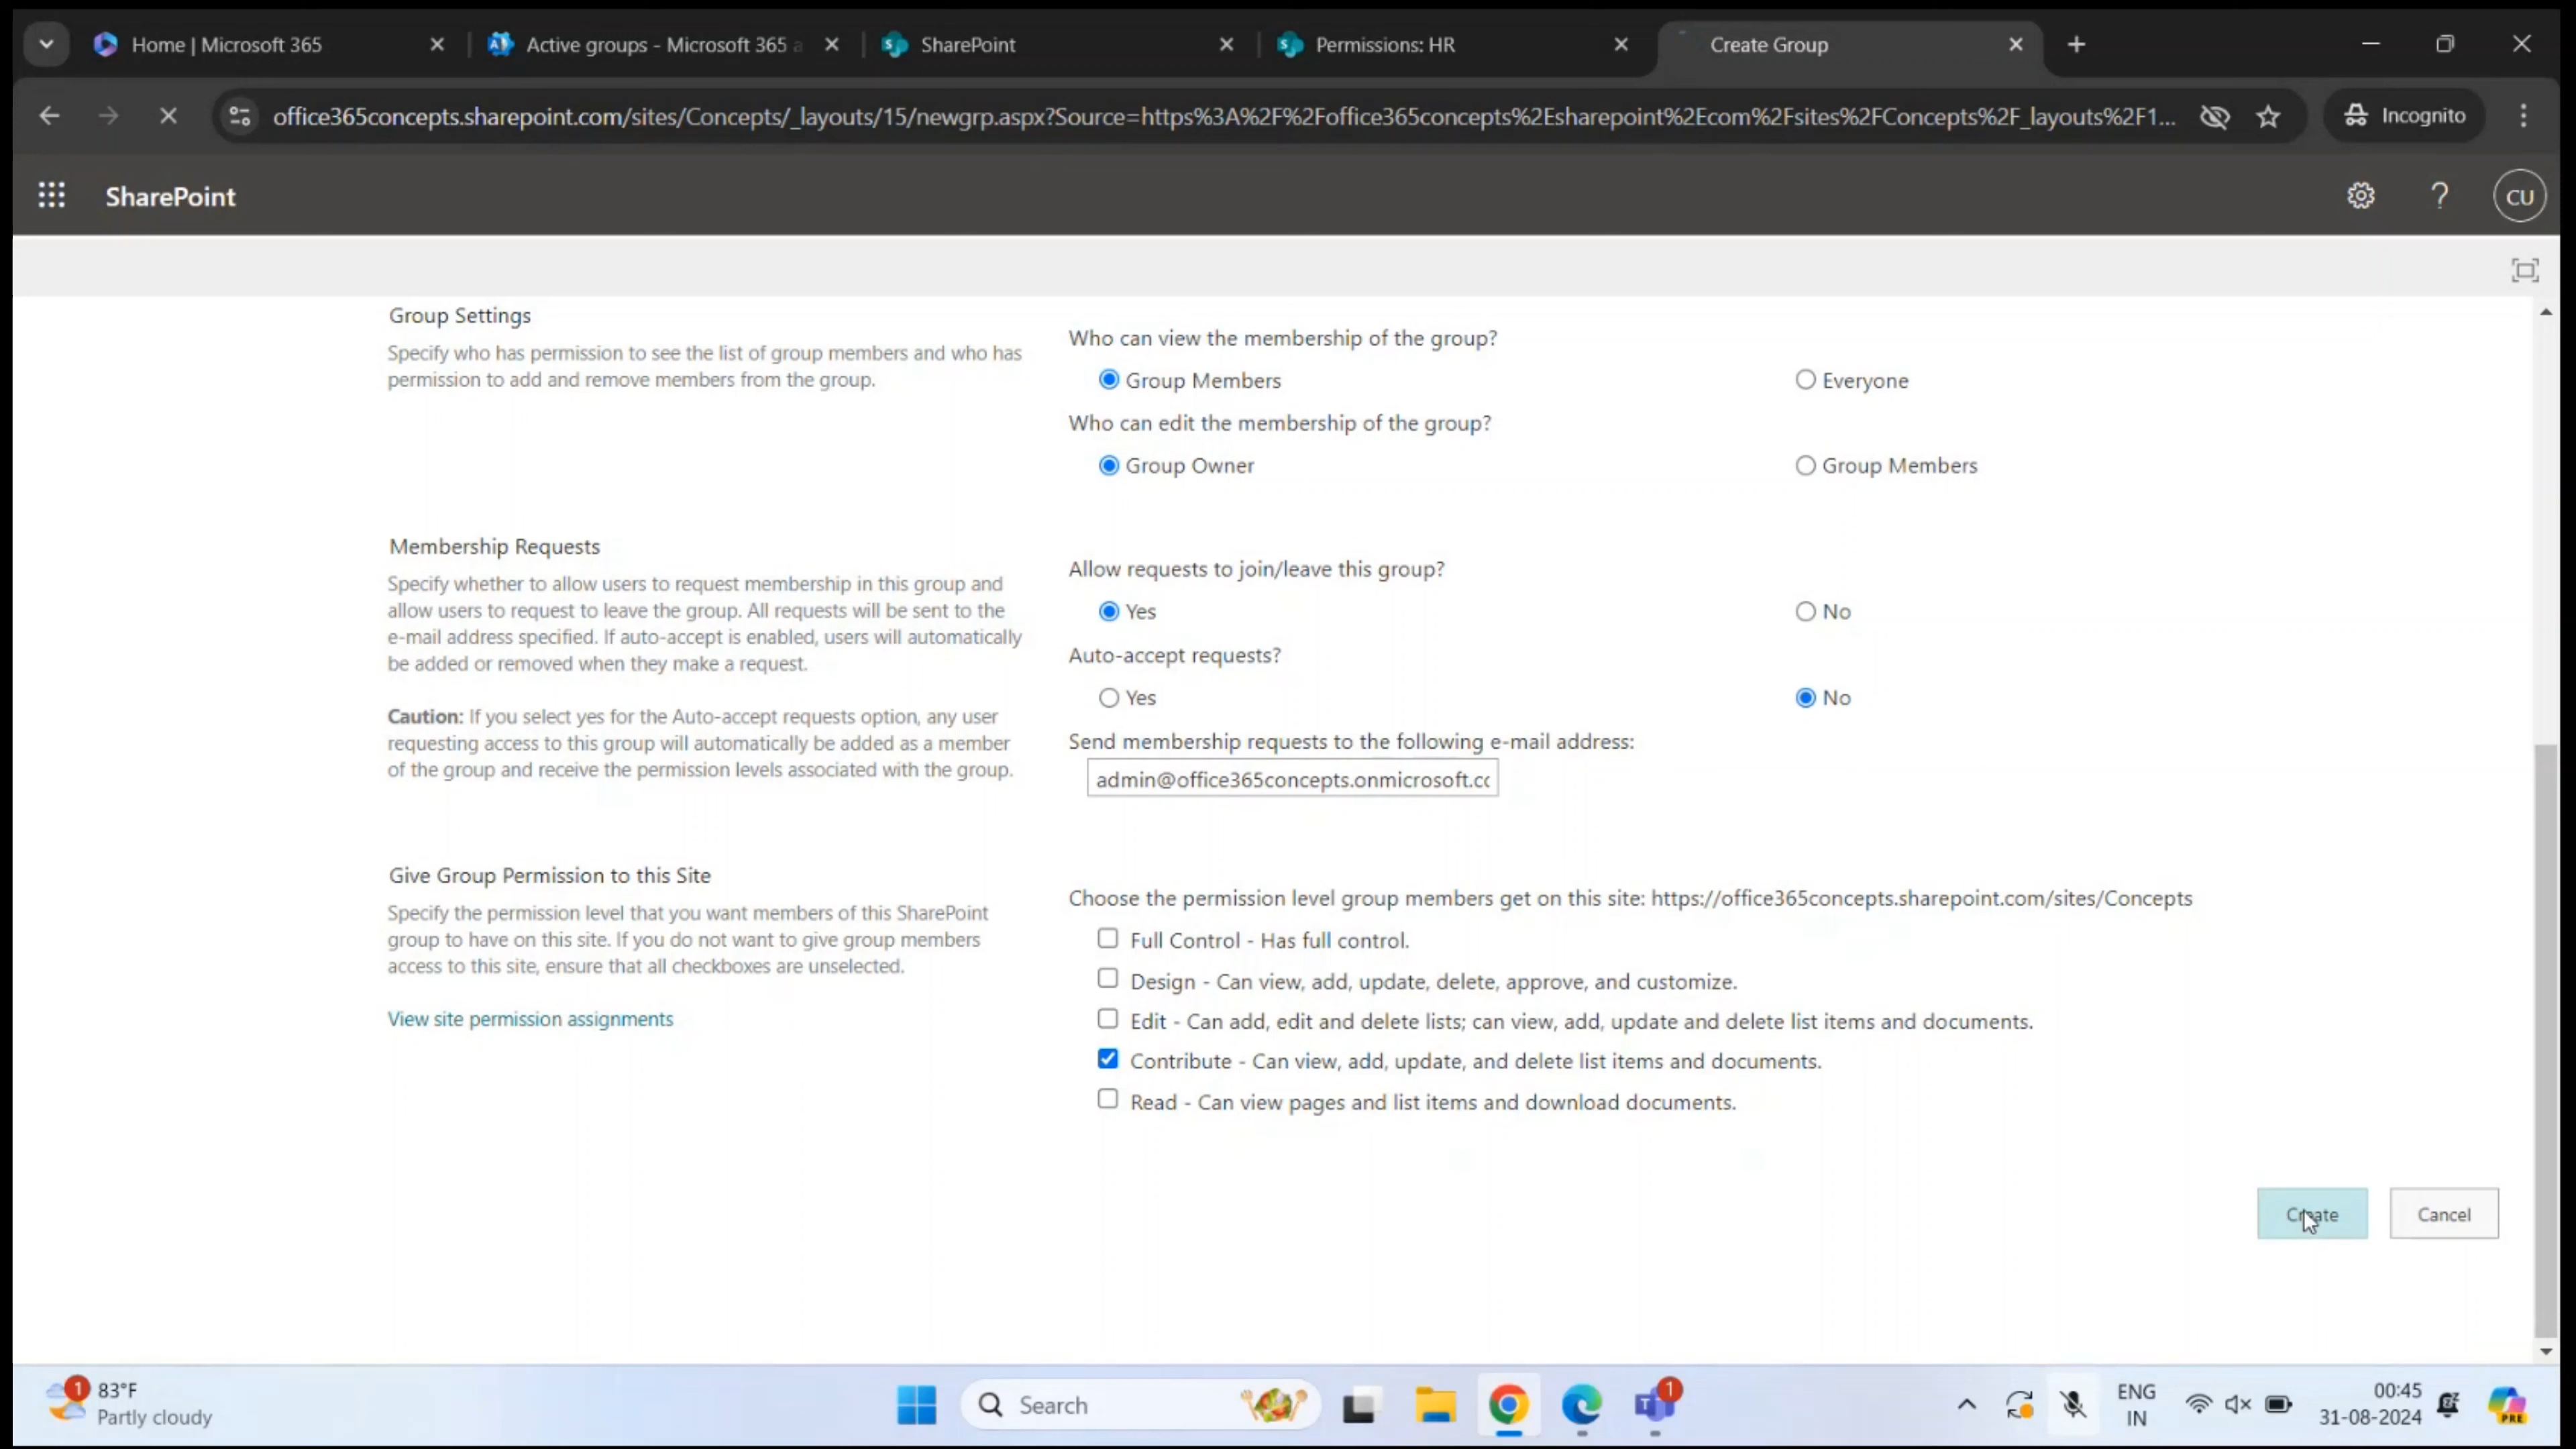 Home | Microsoft 365
Active groups - Microsoft 365 a
SharePoint
Permissions: HR
Create Group
office365concepts.sharepoint.com/sites/Concepts/_layouts/15/newgrp.aspx?Source=https%3A%2F%2Foffice365concepts%2Esharepoint%2Ecom%2Fsites%2FConcepts%2F_layouts%2F1...
Incognito
SharePoint
?
CU
Group Settings
Specify who has permission to see the list of group members and who has
permission to add and remove members from the group.
Who can view the membership of the group?
Group Members
Everyone
Who can edit the membership of the group?
Group Owner
Group Members
Membership Requests
Specify whether to allow users to request membership in this group and
allow users to request to leave the group. All requests will be sent to the
e-mail address specified. If auto-accept is enabled, users will automatically
be added or removed when they make a request.
Caution: If you select yes for the Auto-accept requests option, any user
requesting access to this group will automatically be added as a member
of the group and receive the permission levels associated with the group.
Allow requests to join/leave this group?
Yes
No
Auto-accept requests?
Yes
No
Send membership requests to the following e-mail address:
admin@office365concepts.onmicrosoft.cc
Give Group Permission to this Site
Specify the permission level that you want members of this SharePoint
group to have on this site. If you do not want to give group members
access to this site, ensure that all checkboxes are unselected.
View site permission assignments
Choose the permission level group members get on this site: https://office365concepts.sharepoint.com/sites/Concepts
Full Control - Has full control.
Design - Can view, add, update, delete, approve, and customize.
Edit - Can add, edit and delete lists; can view, add, update and delete list items and documents.
Contribute - Can view, add, update, and delete list items and documents.
Read - Can view pages and list items and download documents.
Create
Cancel
1
83°F
Partly cloudy
Search
1
ENG
IN
00:45
31-08-2024
PRE